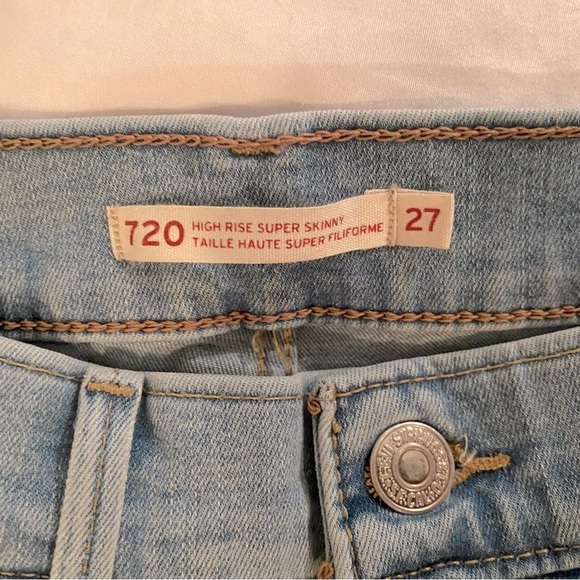 720
HIGH RISE SUPER SKINNY
TAILLE HAUTE SUPER FILIFORME
27